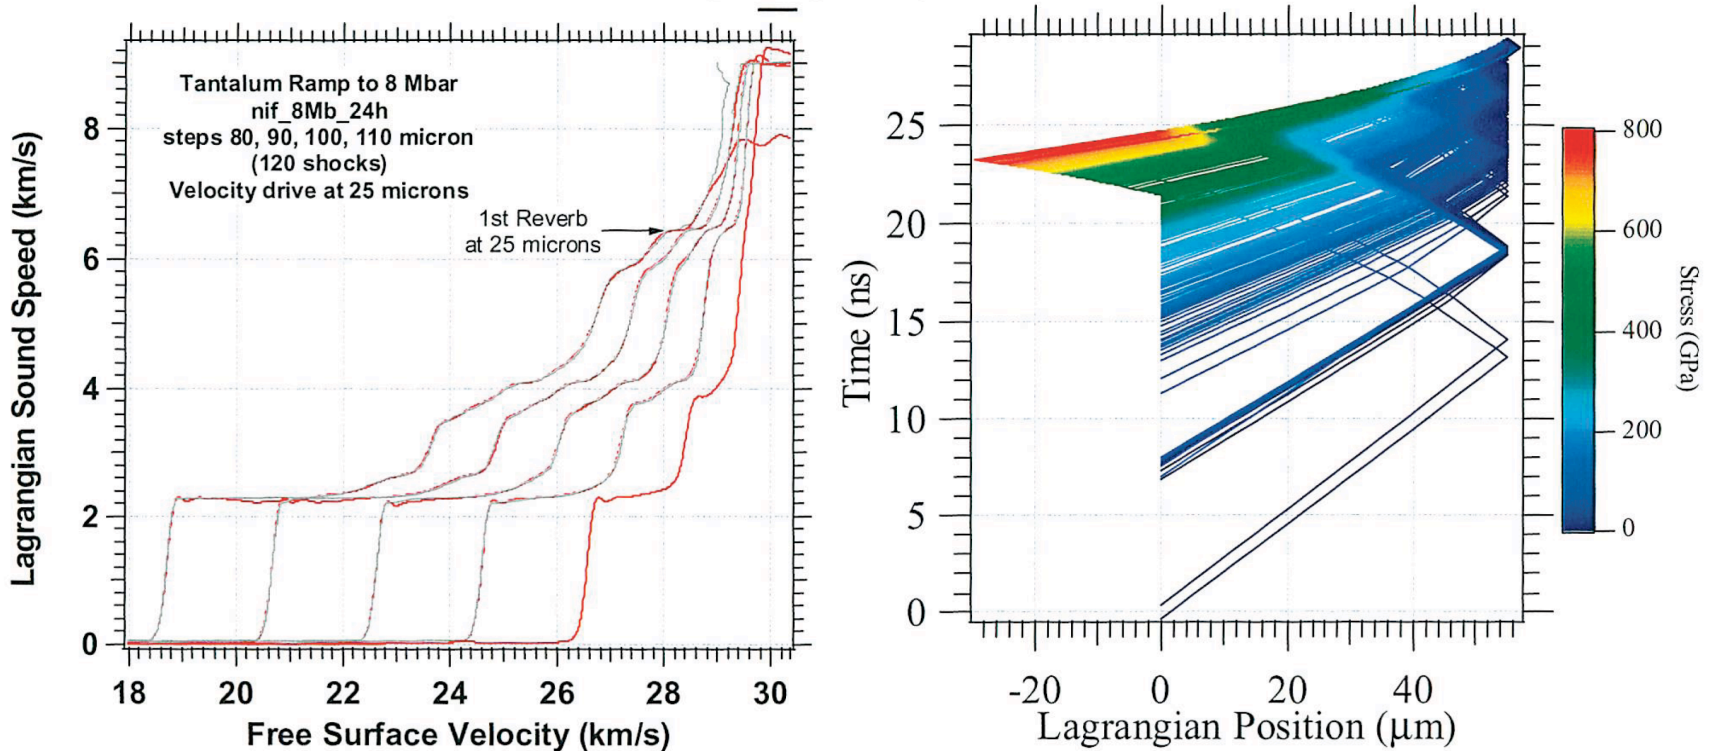 Tantalum Ramp to 8 Mbar
nif_8Mb_24h
steps 80, 90, 100, 110 micron
(120 shocks)
Velocity drive at 25 microns
1st Reverb
at 25 microns
Lagrangian Sound Speed (km/s)
8
6
4
2
0
18 20 22 24 26 28 30
Free Surface Velocity (km/s)
Time (ns)
25
20
15
10
5
0
-20 0 20 40
Lagrangian Position (μm)
800
600
400
200
0
Stress (GPa)